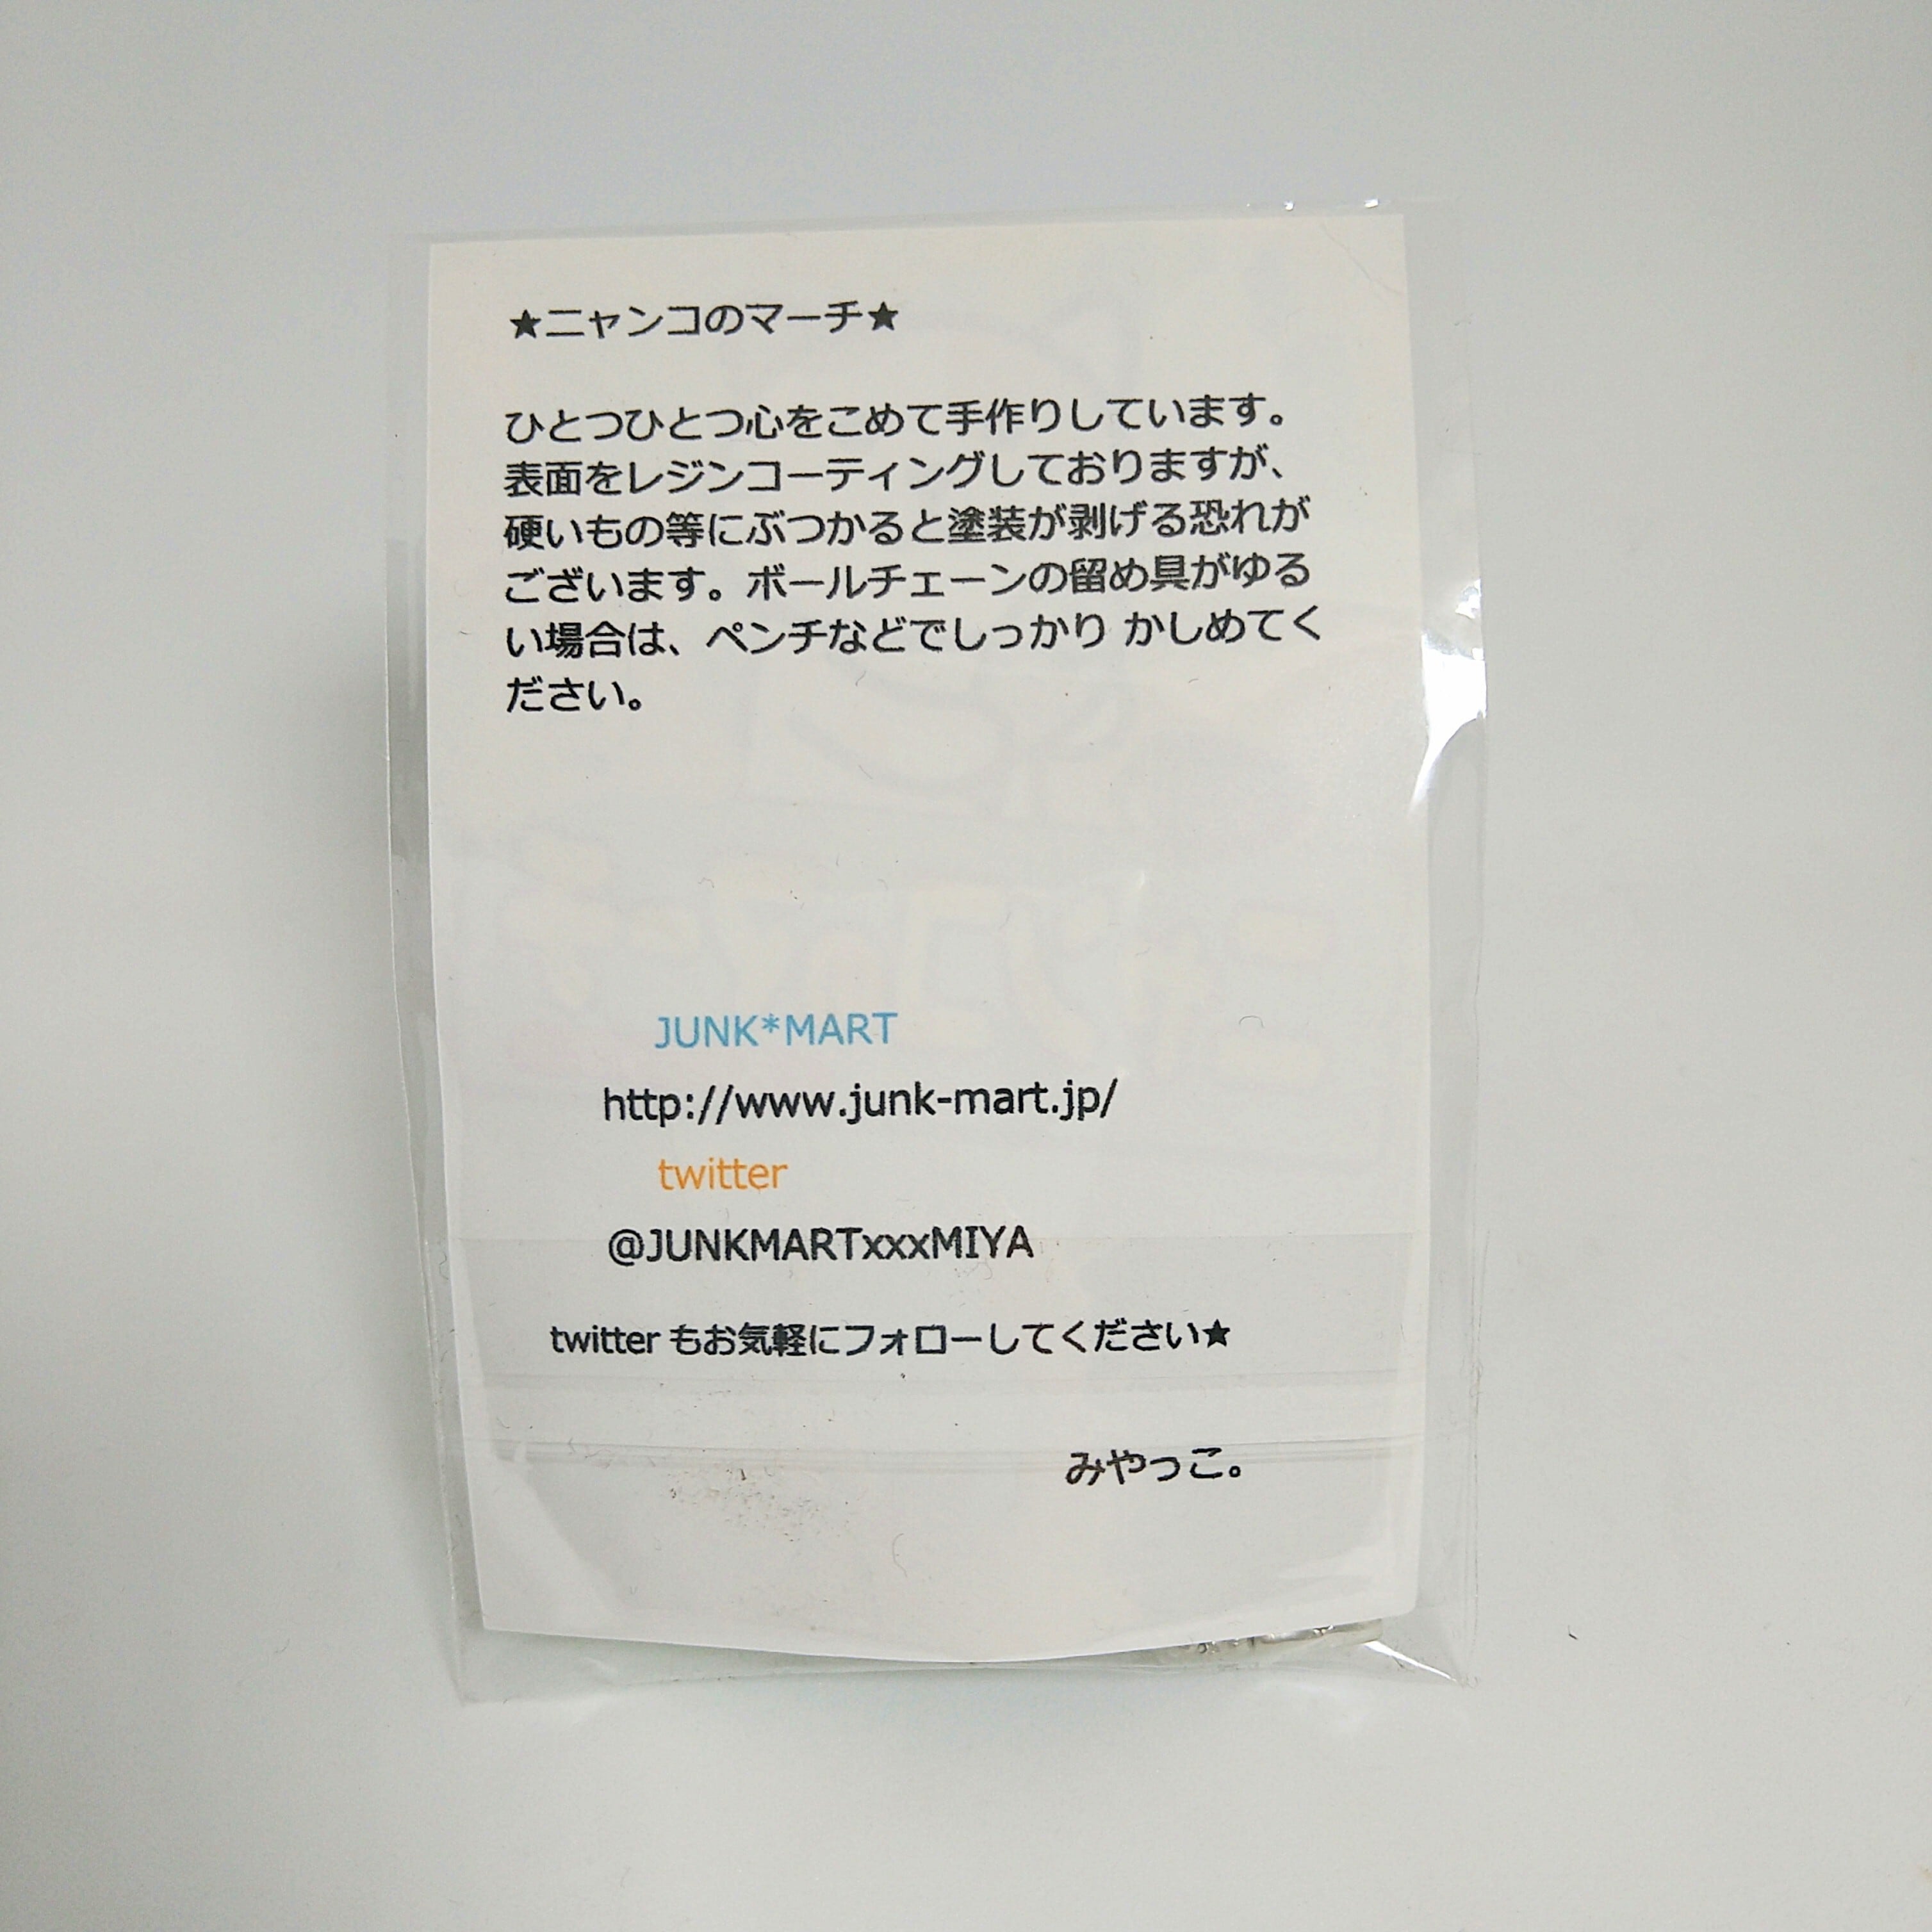 ★ニャンコのマーチ★
ひとつひとつ心をこめて手作りしています。
表面をレジンコーティングしておりますが、
硬いもの等にぶつかると塗装が剥げる恐れが
ございます。ボールチェーンの留め具がゆる
い場合は、ペンチなどでしっかり かしめてく
ださい。
JUNK*MART
http://www.junk-mart.jp/
twitter
@JUNKMARTxxxMIYA
twitter もお気軽にフォローしてください★
みやっこ。